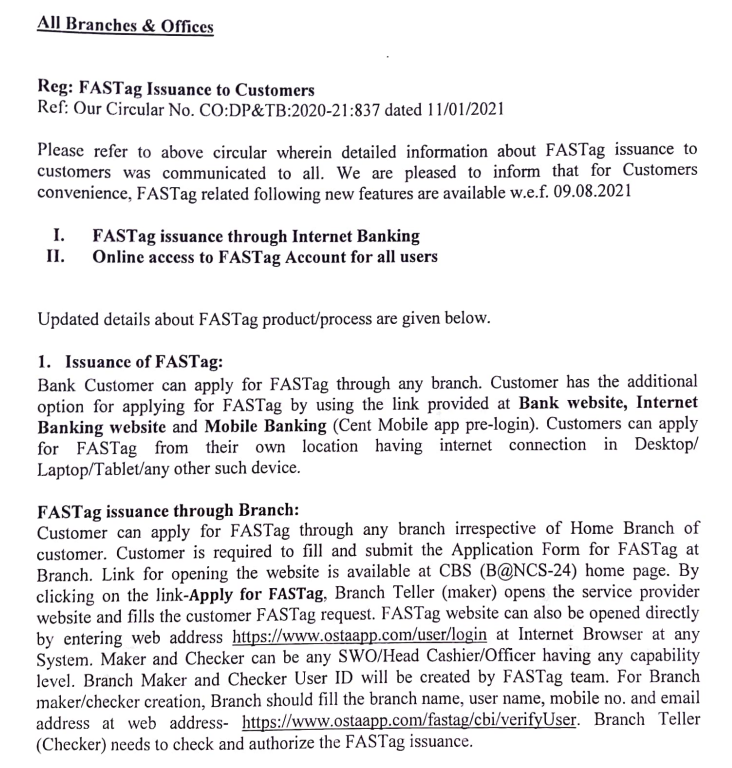 All Branches & Offices
Reg: FASTag Issuance to Customers
Ref: Our Circular No. CO:DP&TB:2020-21:837 dated 11/01/2021
Please refer to above circular wherein detailed information about FASTag issuance to
customers was communicated to all. We are pleased to inform that for Customers
convenience, FASTag related following new features are available w.e.f. 09.08.2021
I. FASTag issuance through Internet Banking
II. Online access to FASTag Account for all users
Updated details about FASTag product/process are given below.
1. Issuance of FASTag:
Bank Customer can apply for FASTag through any branch. Customer has the additional
option for applying for FASTag by using the link provided at Bank website, Internet
Banking website and Mobile Banking (Cent Mobile app pre-login). Customers can apply
for FASTag from their own location having internet connection in Desktop/
Laptop/Tablet/any other such device.
FASTag issuance through Branch:
Customer can apply for FASTag through any branch irrespective of Home Branch of
customer. Customer is required to fill and submit the Application Form for FASTag at
Branch. Link for opening the website is available at CBS (B@NCS-24) home page. By
clicking on the link-Apply for FASTag, Branch Teller (maker) opens the service provider
website and fills the customer FASTag request. FASTag website can also be opened directly
by entering web address https://www.ostaapp.com/user/login at Internet Browser at any
System. Maker and Checker can be any SWO/Head Cashier/Officer having any capability
level. Branch Maker and Checker User ID will be created by FASTag team. For Branch
maker/checker creation, Branch should fill the branch name, user name, mobile no. and email
address at web address- https://www.ostaapp.com/fastag/cbi/verifyUser. Branch Teller
(Checker) needs to check and authorize the FASTag issuance.